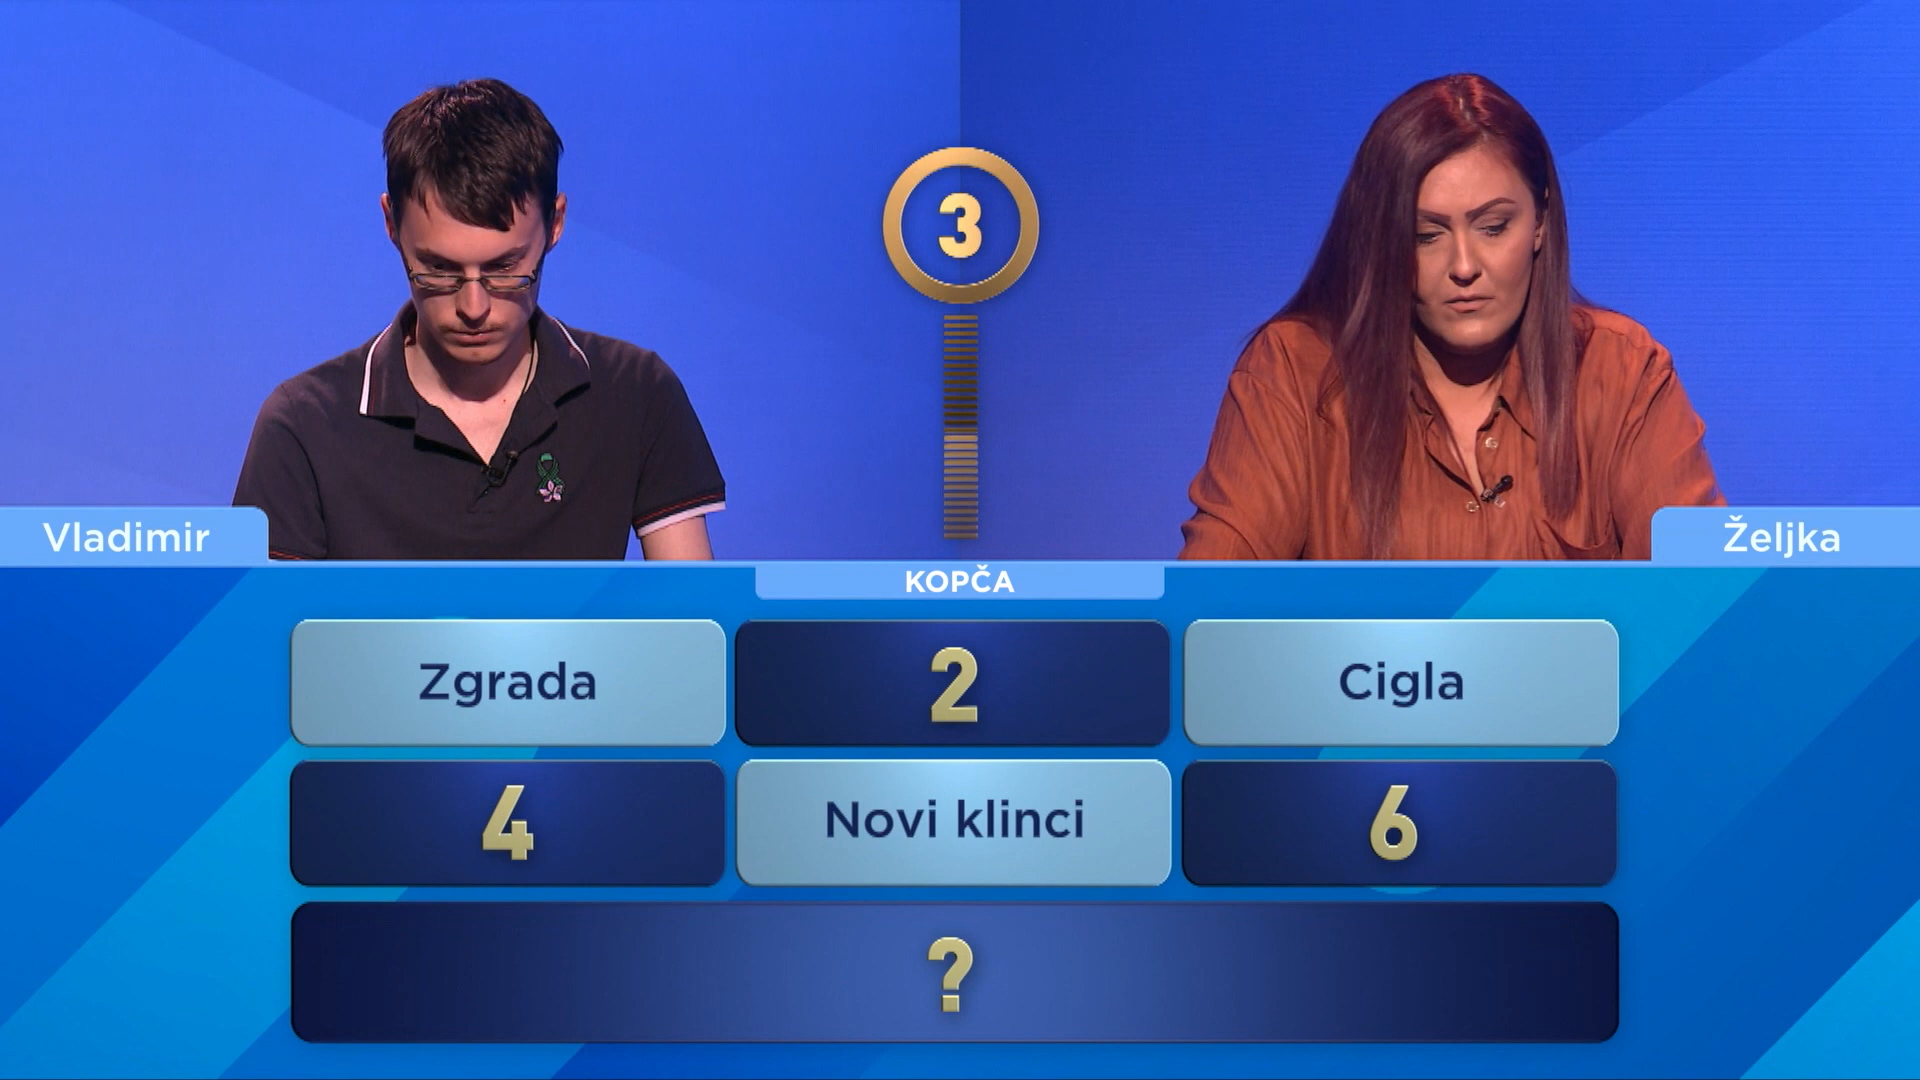 3
Vladimir
Željka
KOPČA
Zgrada
2
Cigla
4
Novi klinci
6
?